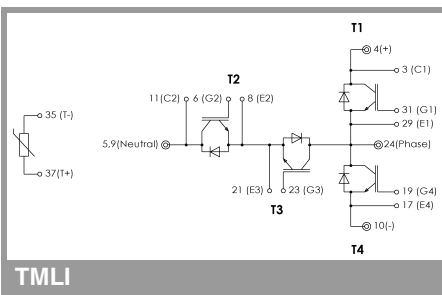 T1
4(+)
3 (C1)
T2
11(C2) 6 (G2) 8 (E2)
31 (G1)
35 (T-)
29 (E1)
5,9(Neutral)
24(Phase)
37(T+)
21 (E3) 23 (G3)
19 (G4)
17 (E4)
T3
10(-)
T4
TMLI